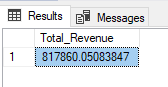 Results Messages
Total_Revenue
1 817860.05083847